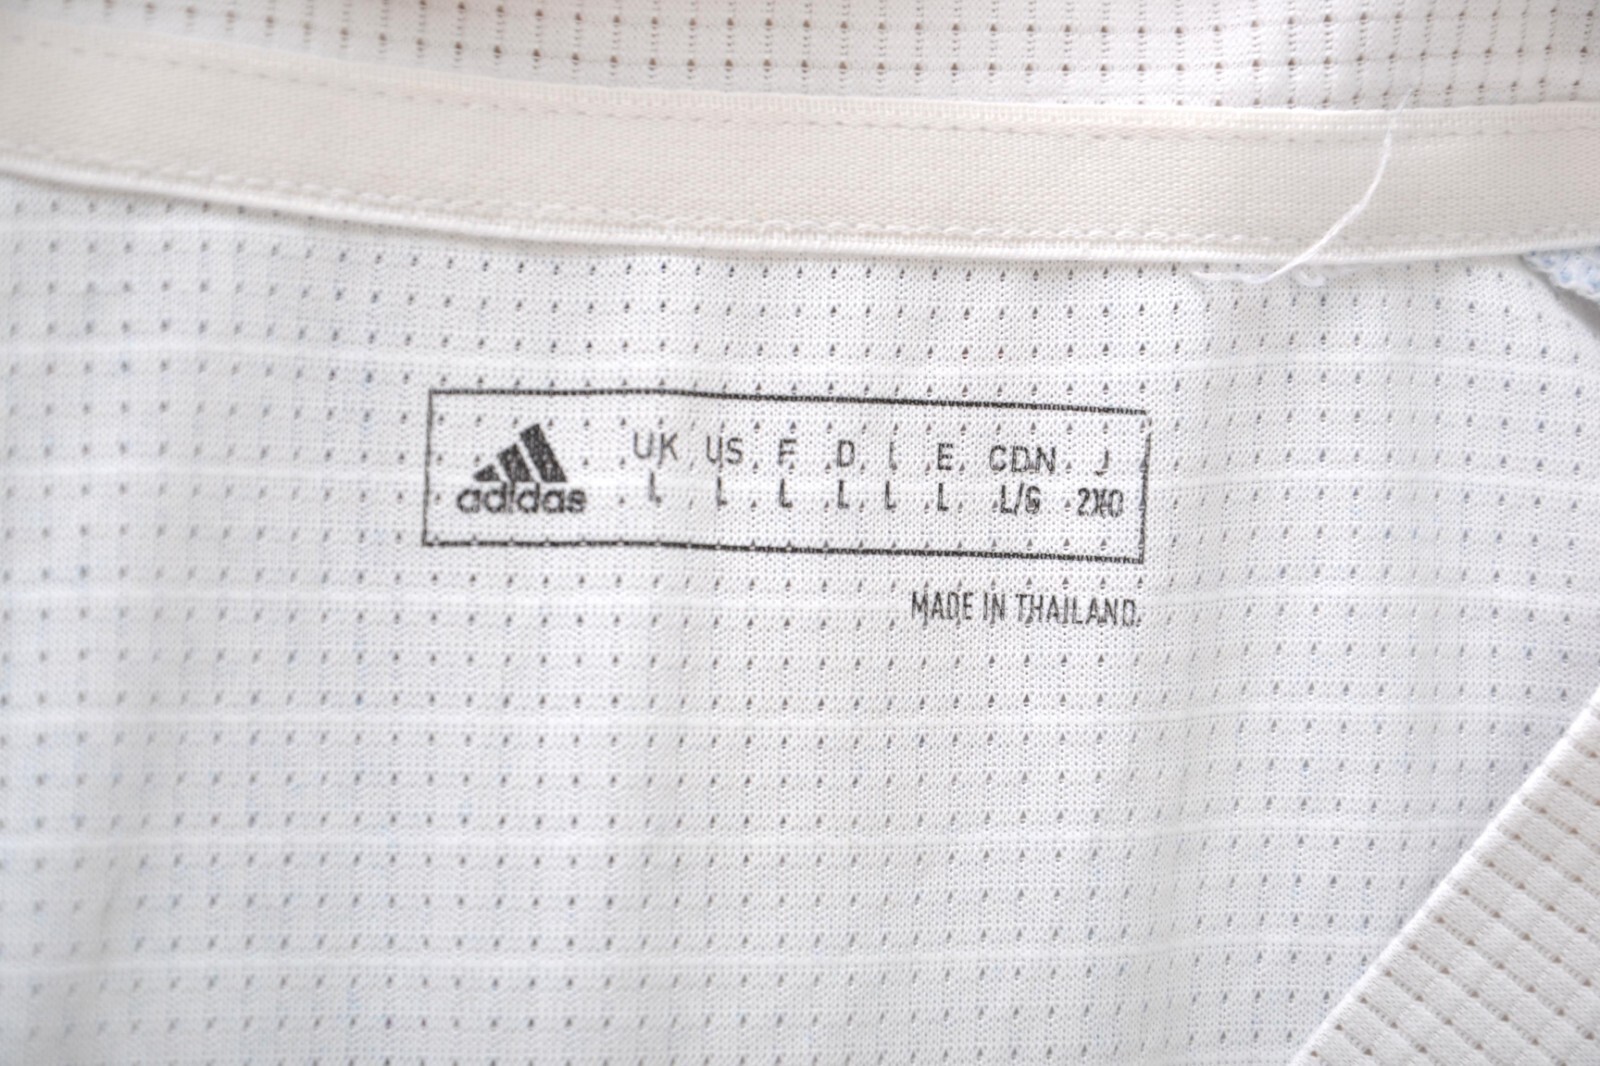 adidas
UK US F D I E CDN J
L L L L L L L/G 2XO
MADE IN THAILAND